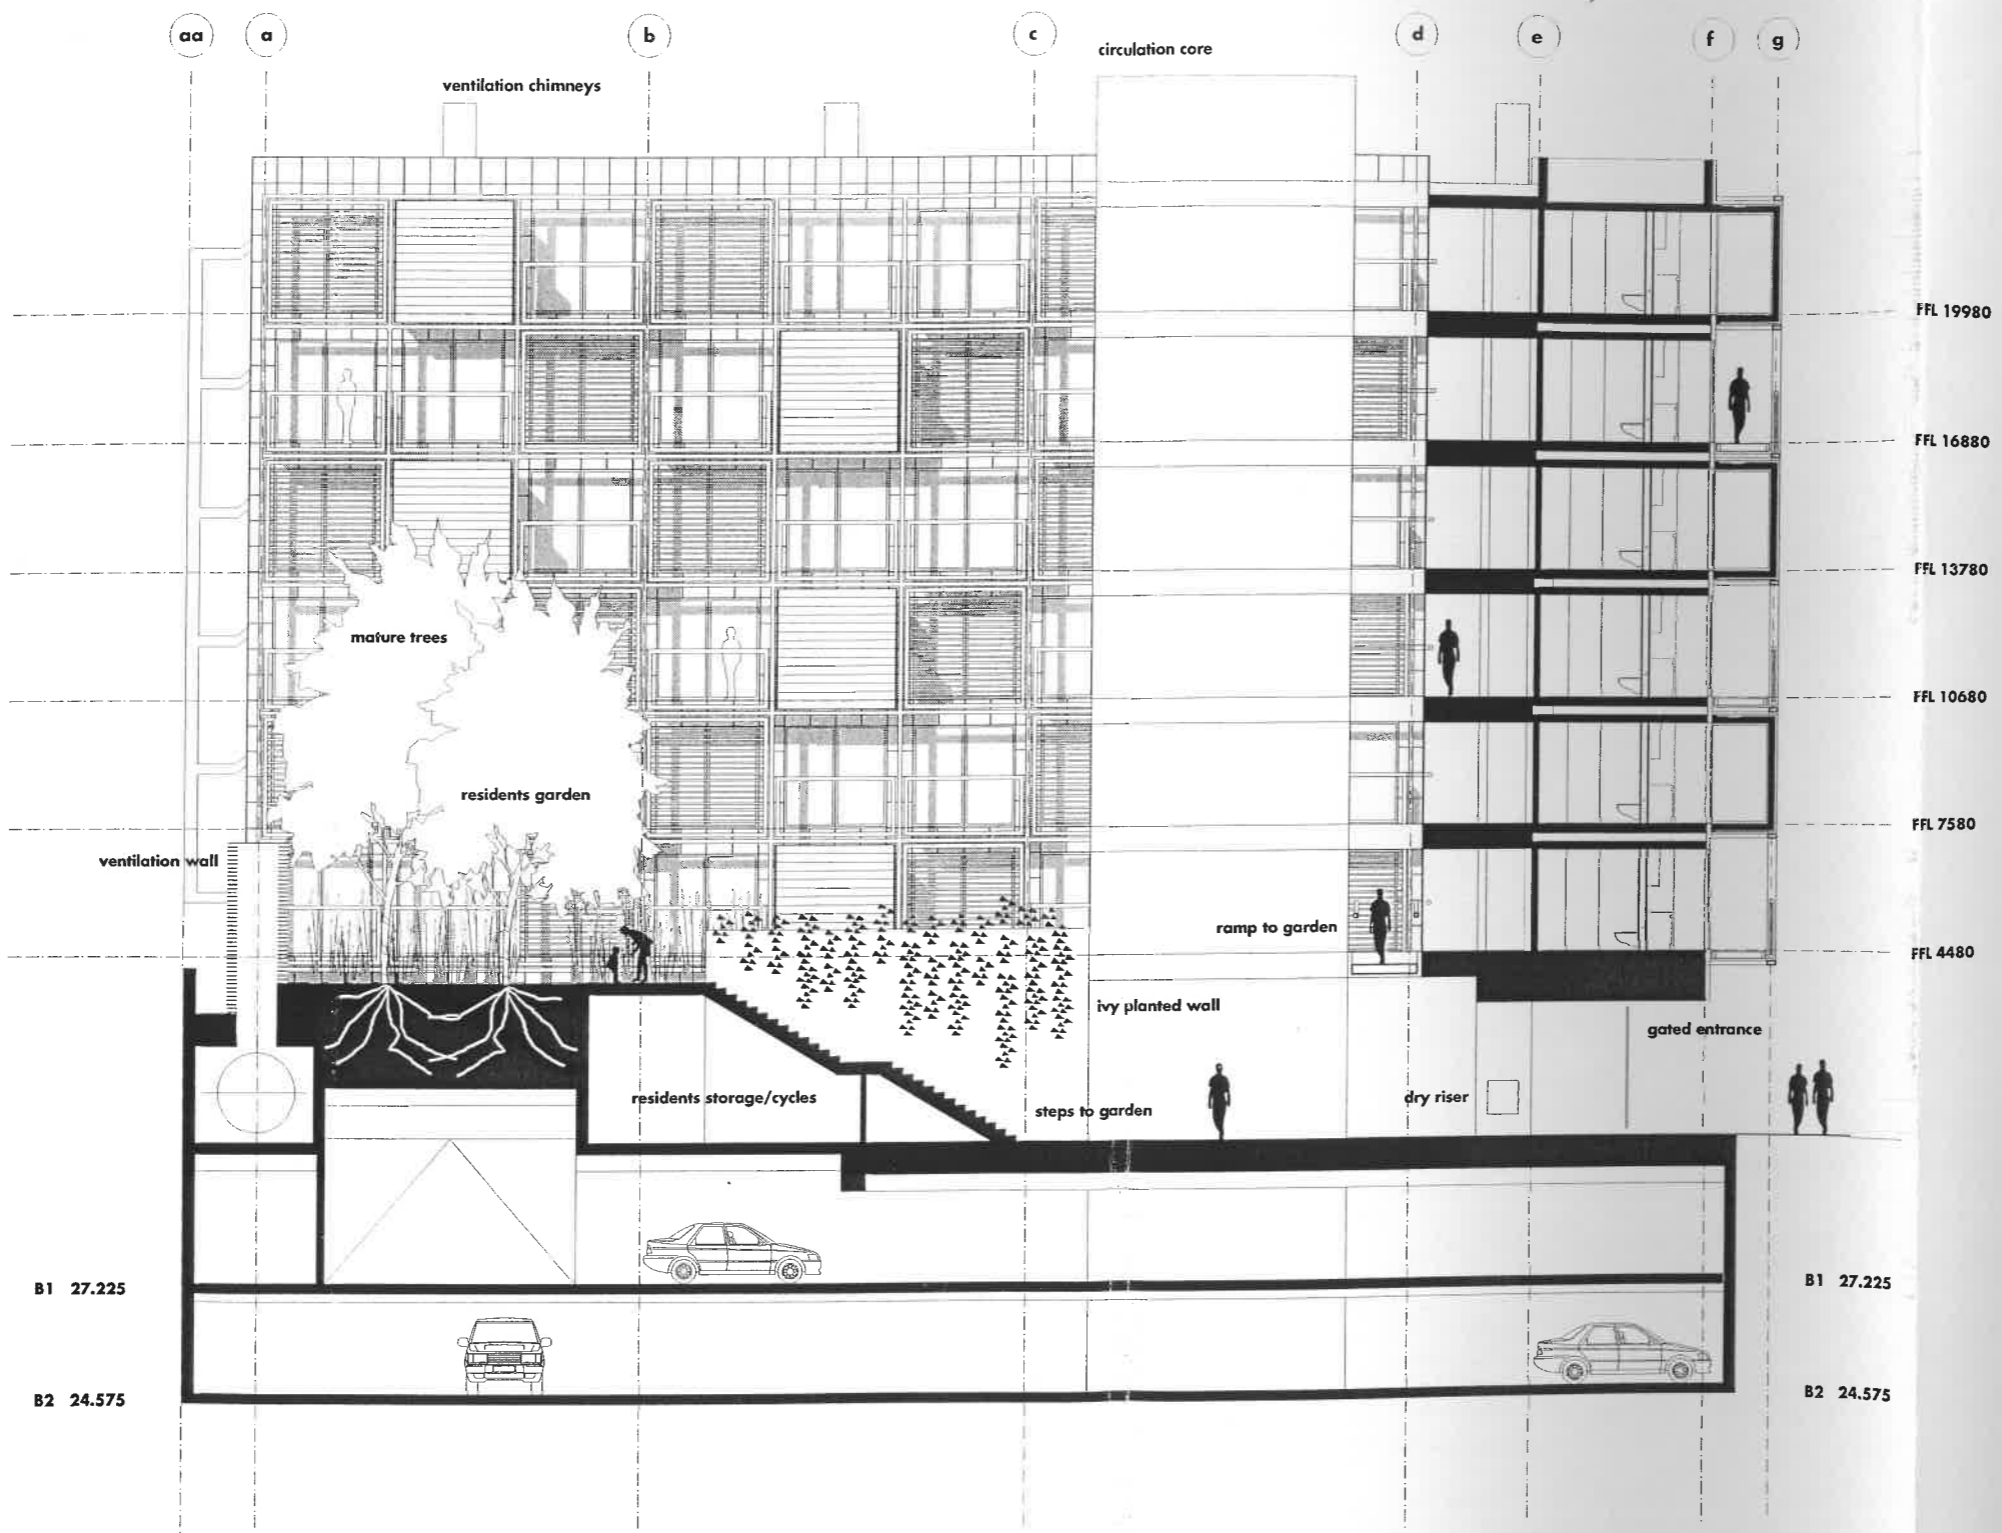 aa
a
b
c
d
e
f
g
circulation core
ventilation chimneys
FFL 19980
FFL 16880
FFL 13780
mature trees
FFL 10680
residents garden
FFL 7580
ventilation wall
ramp to garden
FFL 4480
ivy planted wall
gated entrance
residents storage/cycles
steps to garden
dry riser
B1 27.225
B1 27.225
B2 24.575
B2 24.575